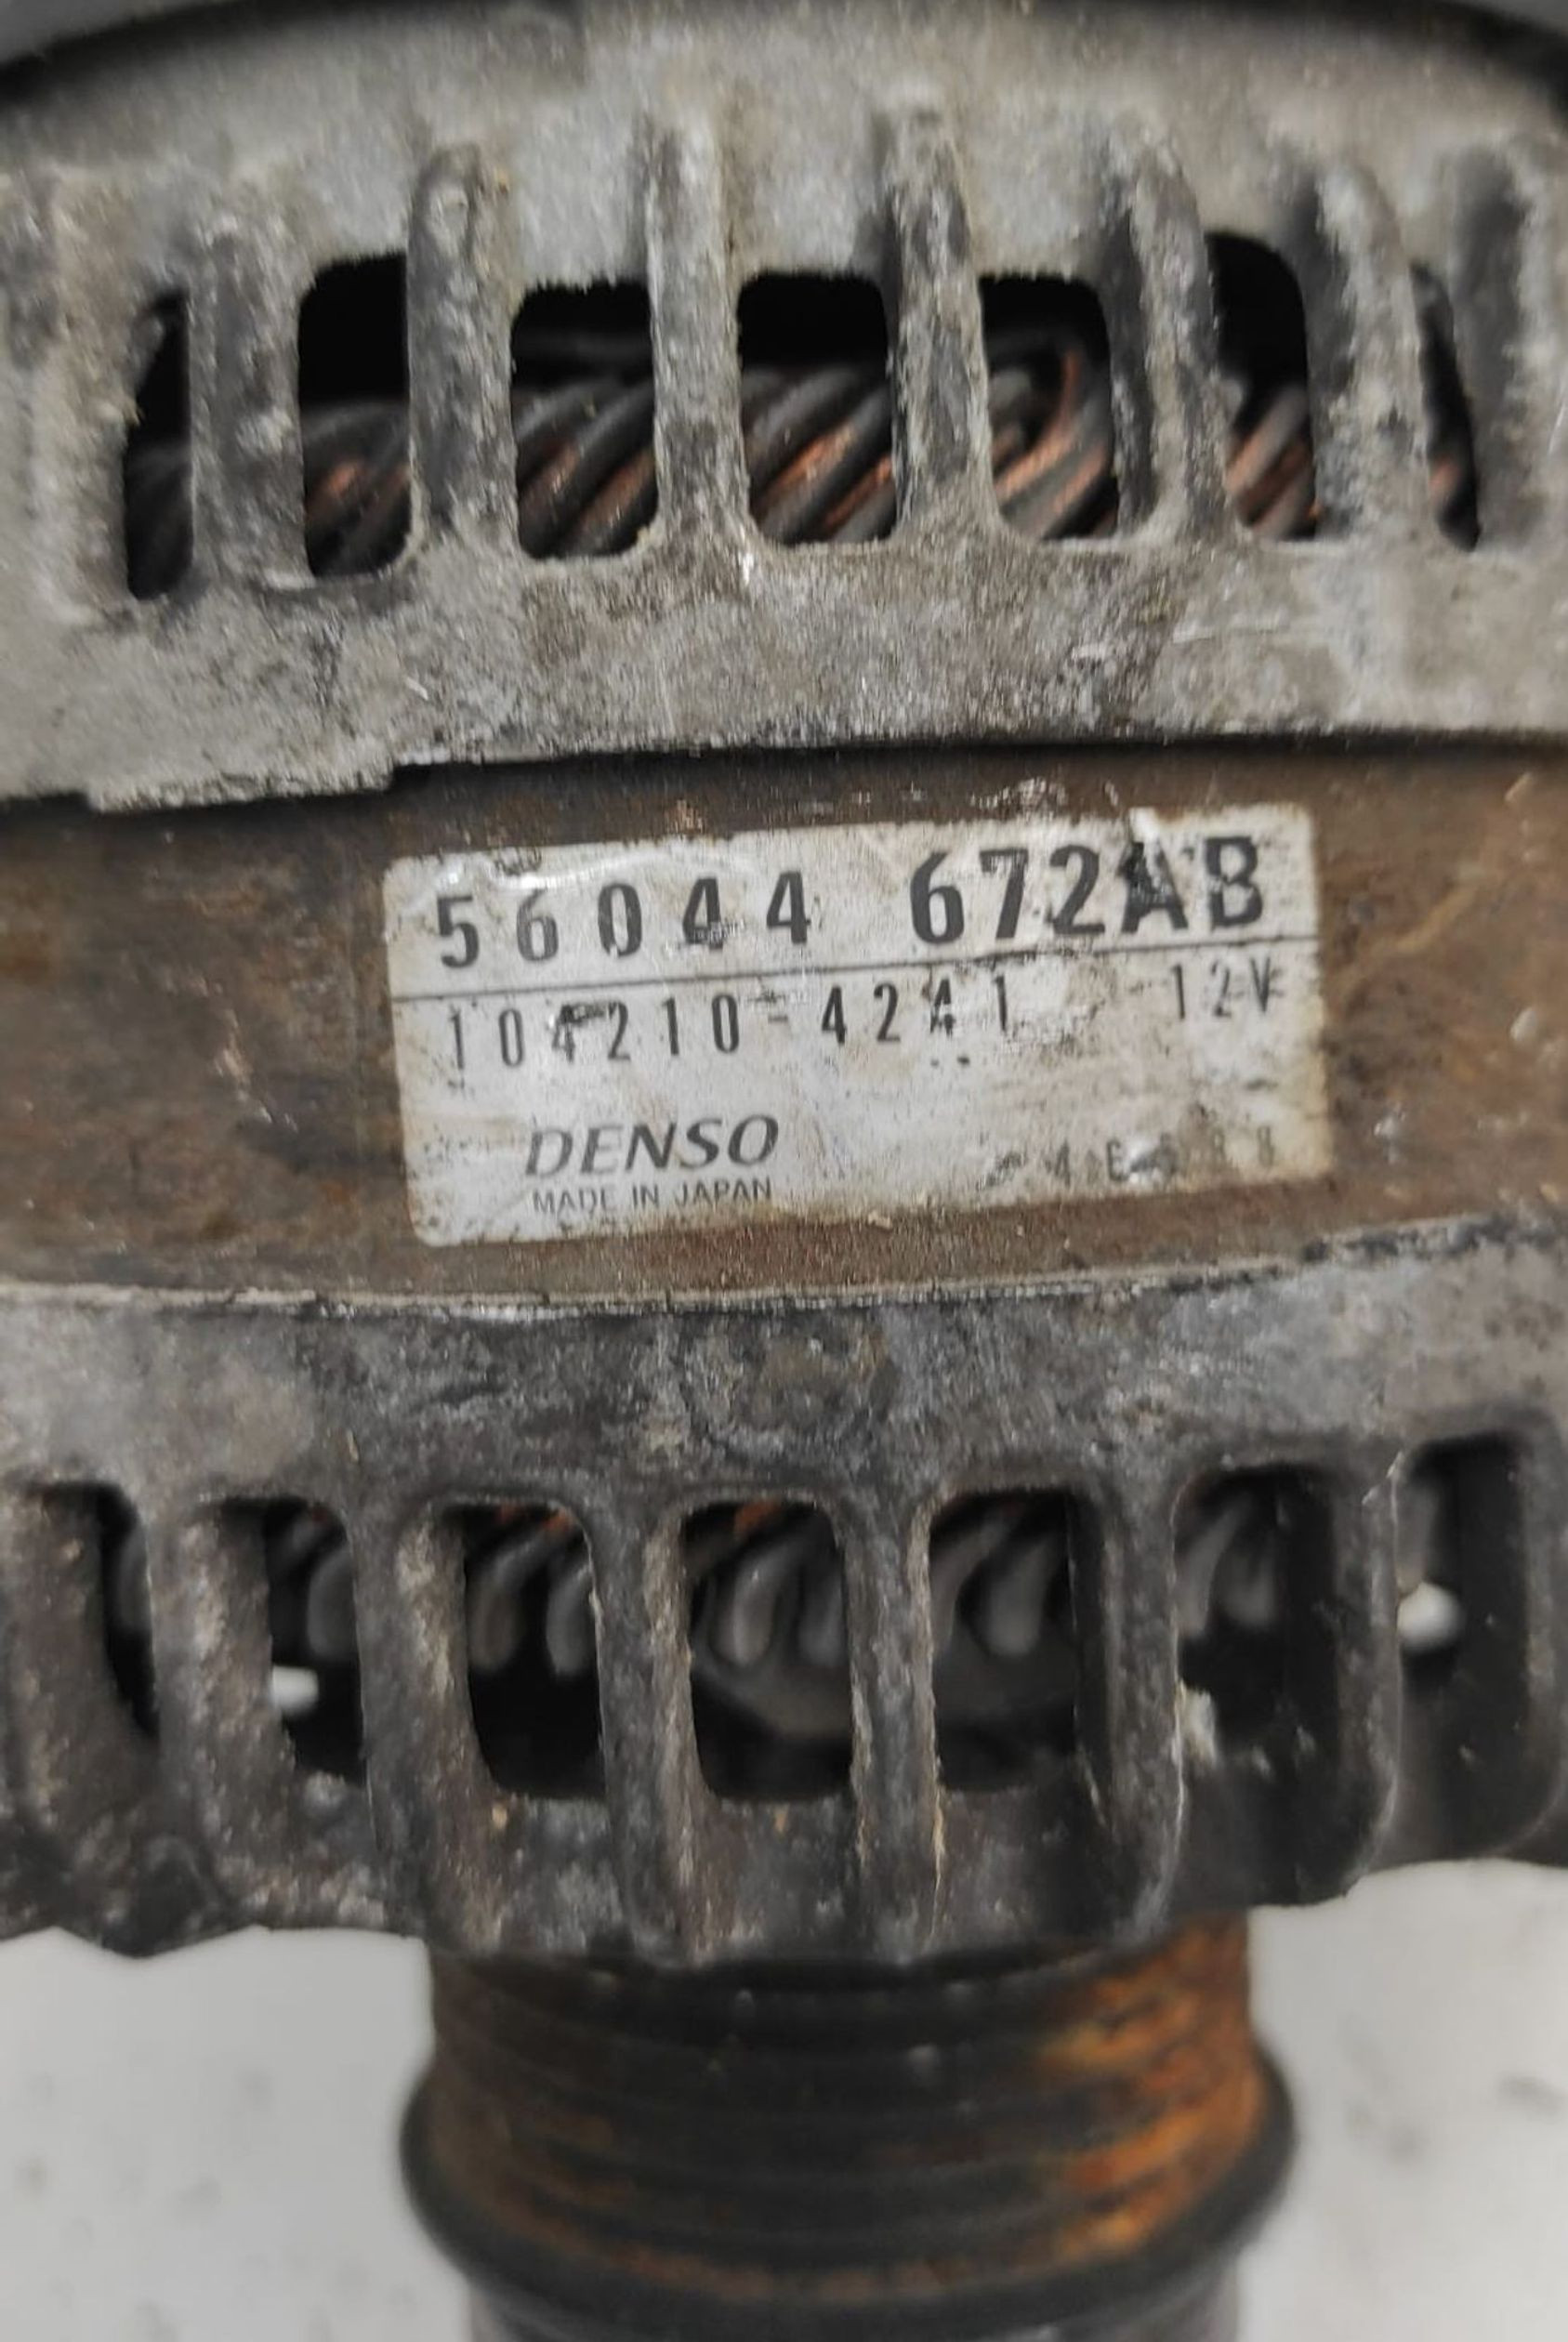 56044 672AB
104210-4241 12V
DENSO
MADE IN JAPAN